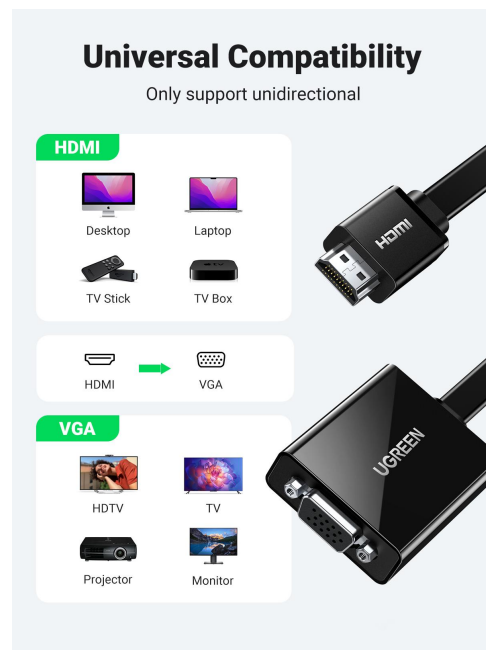 Universal Compatibility
Only support unidirectional
HDMI
Desktop
Laptop
TV Stick
TV Box
HDMI
HDMI
VGA
VGA
HDTV
TV
Projector
Monitor
UGREEN